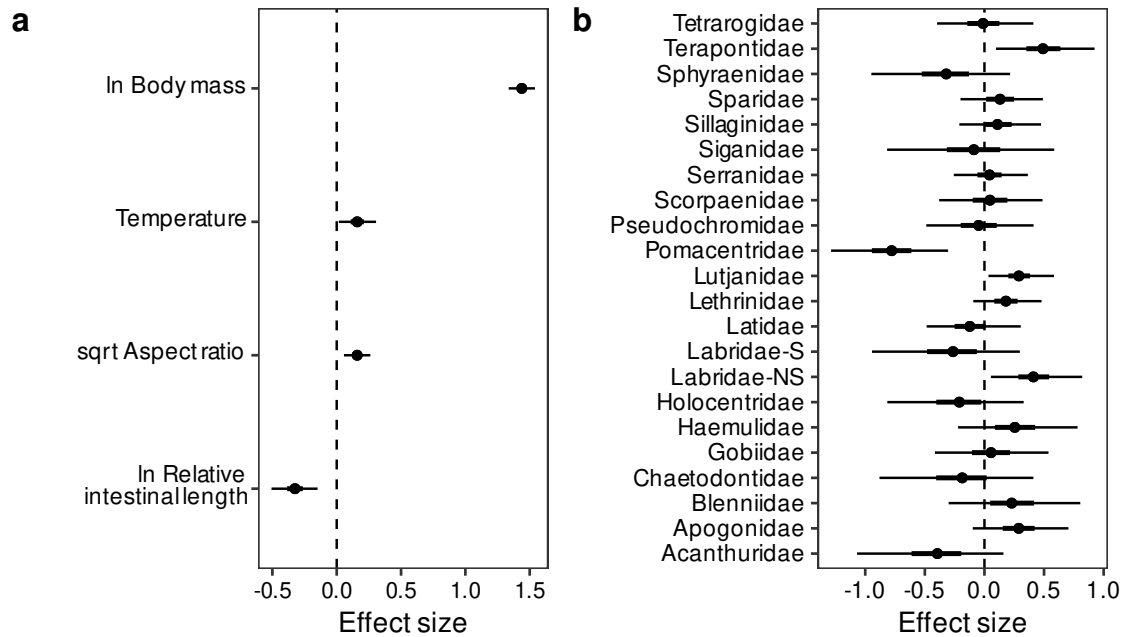 a
ln Body mass
Temperature
sqrt Aspect ratio
ln Relative
intestinal length
-0.5 0.0 0.5 1.0 1.5
Effect size
b
Tetrarogidae
Terapontidae
Sphyraenidae
Sparidae
Sillaginidae
Siganidae
Serranidae
Scorpaenidae
Pseudochromidae
Pomacentridae
Lutjanidae
Lethrinidae
Latidae
Labridae-S
Labridae-NS
Holocentridae
Haemulidae
Gobiidae
Chaetodontidae
Blenniidae
Apogonidae
Acanthuridae
-1.0 -0.5 0.0 0.5 1.0
Effect size